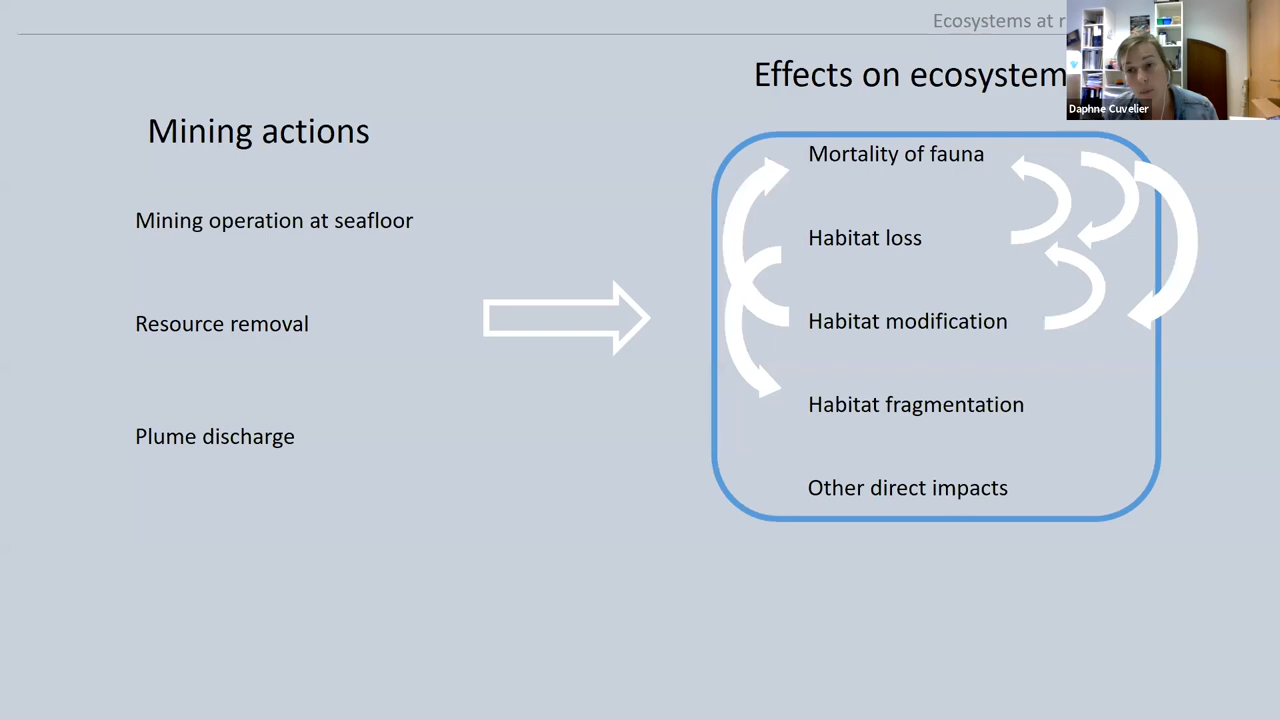 Ecosystems at
Daphne Cuvelier
Effects on ecosystem
Mining actions
Mining operation at seafloor
Resource removal
Plume discharge
Mortality of fauna
Habitat loss
Habitat modification
Habitat fragmentation
Other direct impacts